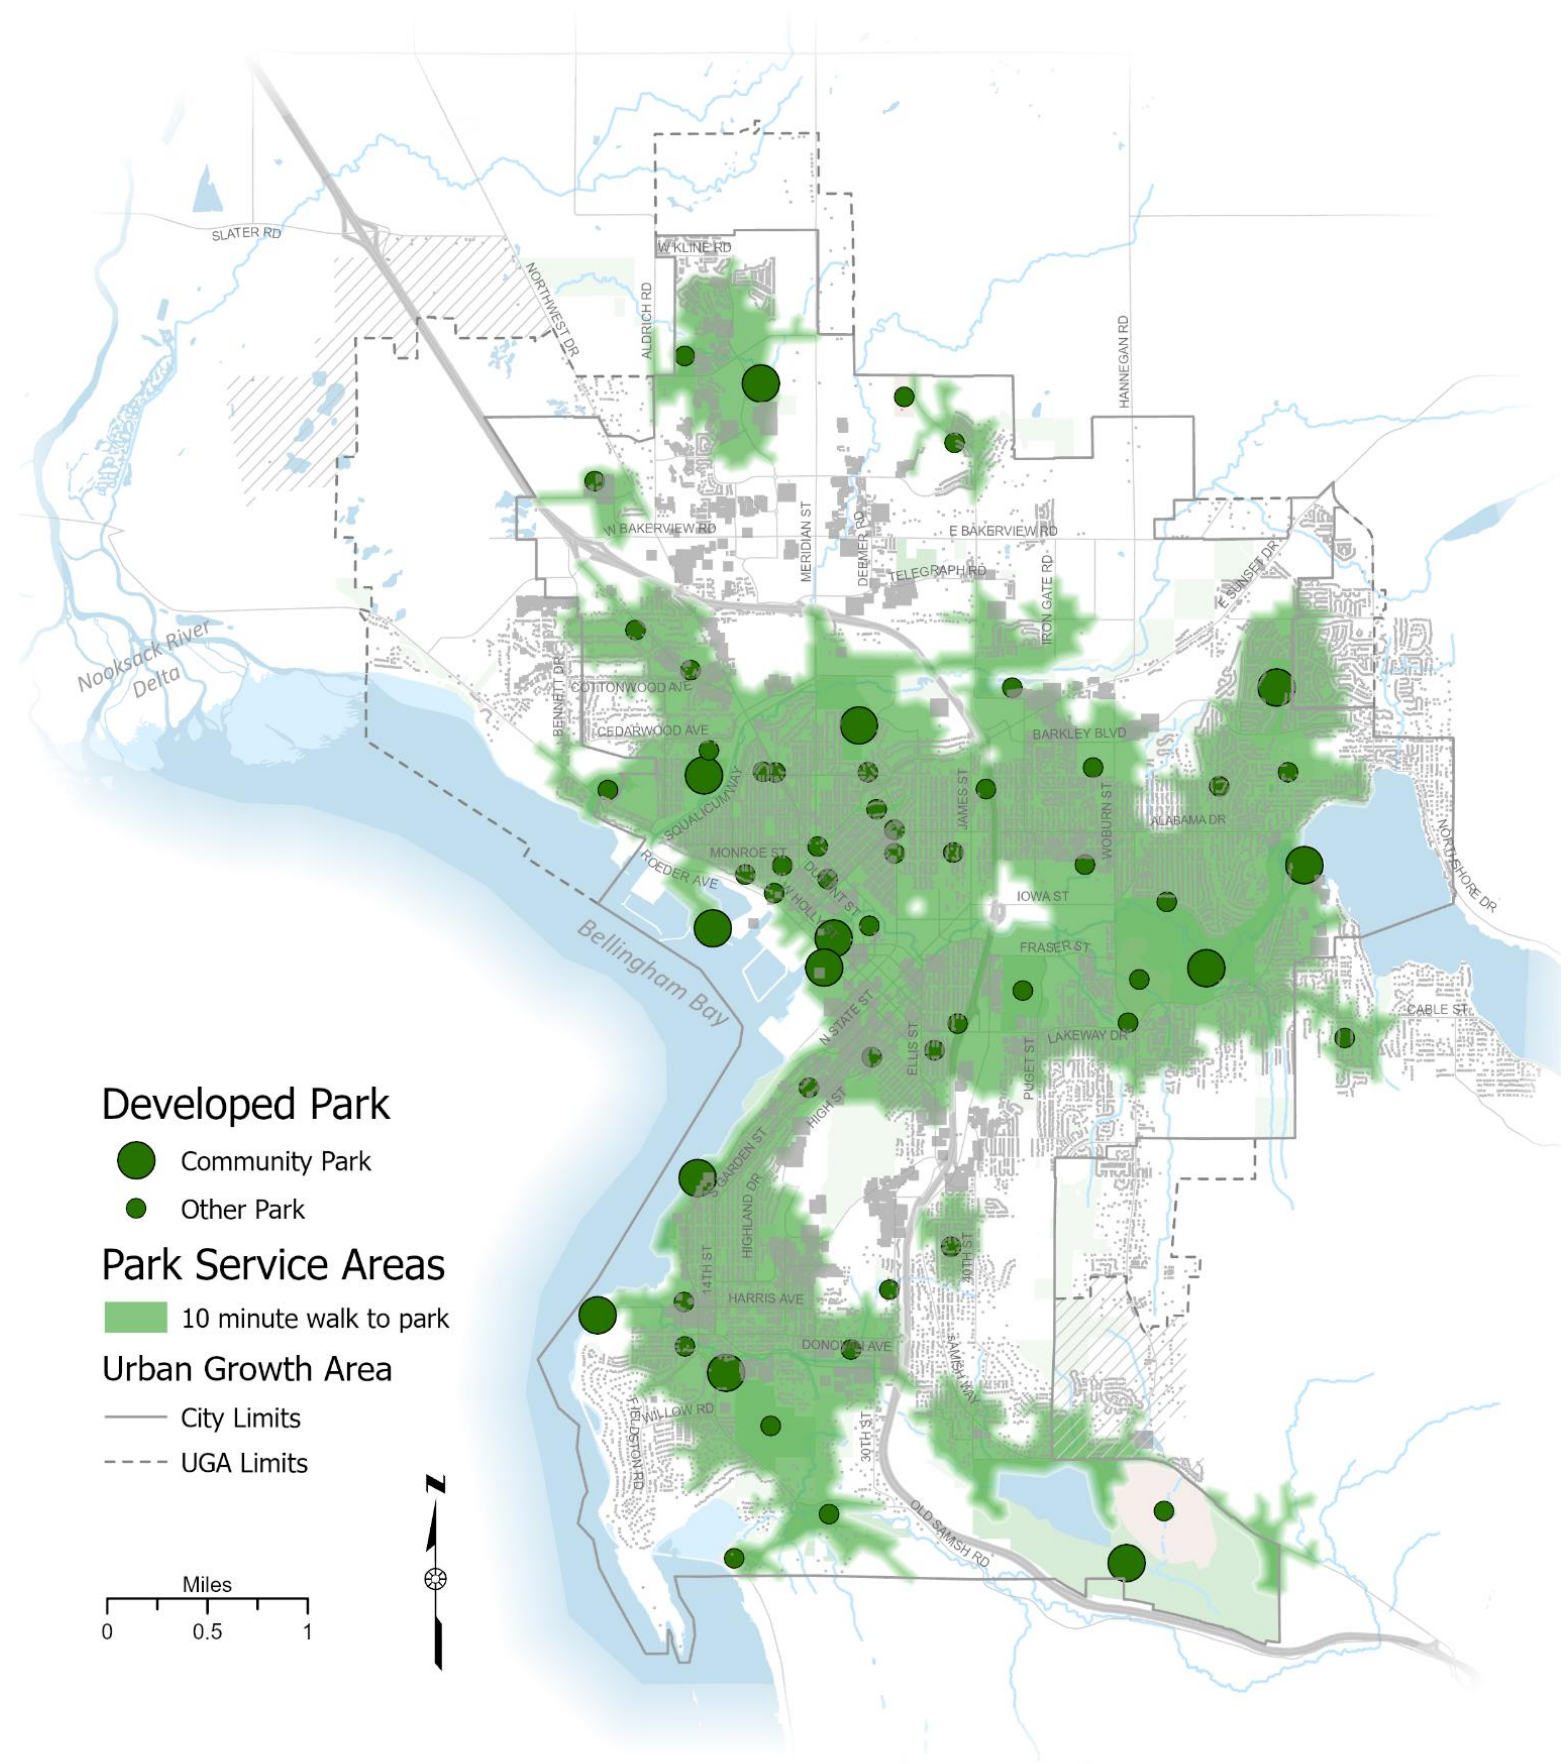 W KLINE RD
SLATER RD
NORTHWEST DR
ALDRICH RD
HANNEGAN RD
W BAKERVIEW RD
MERIDIAN ST
DEEMER RD
E BAKERVIEW RD
TELEGRAPH RD
IRON GATE RD
E SUNSET DR
Nooksack River
Delta
BENNETT DR
COTTONWOOD AVE
CEDARWOOD AVE
BARKLEY BLVD
SQUALICUM WAY
JAMES ST
WOBURN ST
ALABAMA DR
NORTHSHORE DR
MONROE ST
ROEDER AVE
DUPONT ST
W HOLLY ST
IOWA ST
FRASER ST
Bellingham Bay
N STATE ST
ELLIS ST
PUGET ST
LAKEWAY DR
CABLE ST
HIGH ST
S GARDEN ST
HIGHLAND DR
14TH ST
40TH ST
HARRIS AVE
DONOVAN AVE
SAMISH WAY
WILLOW RD
FIELDSTON RD
30TH ST
OLD SAMISH RD
Developed Park
Community Park
Other Park
Park Service Areas
10 minute walk to park
Urban Growth Area
City Limits
UGA Limits
N
Miles
0 0.5 1